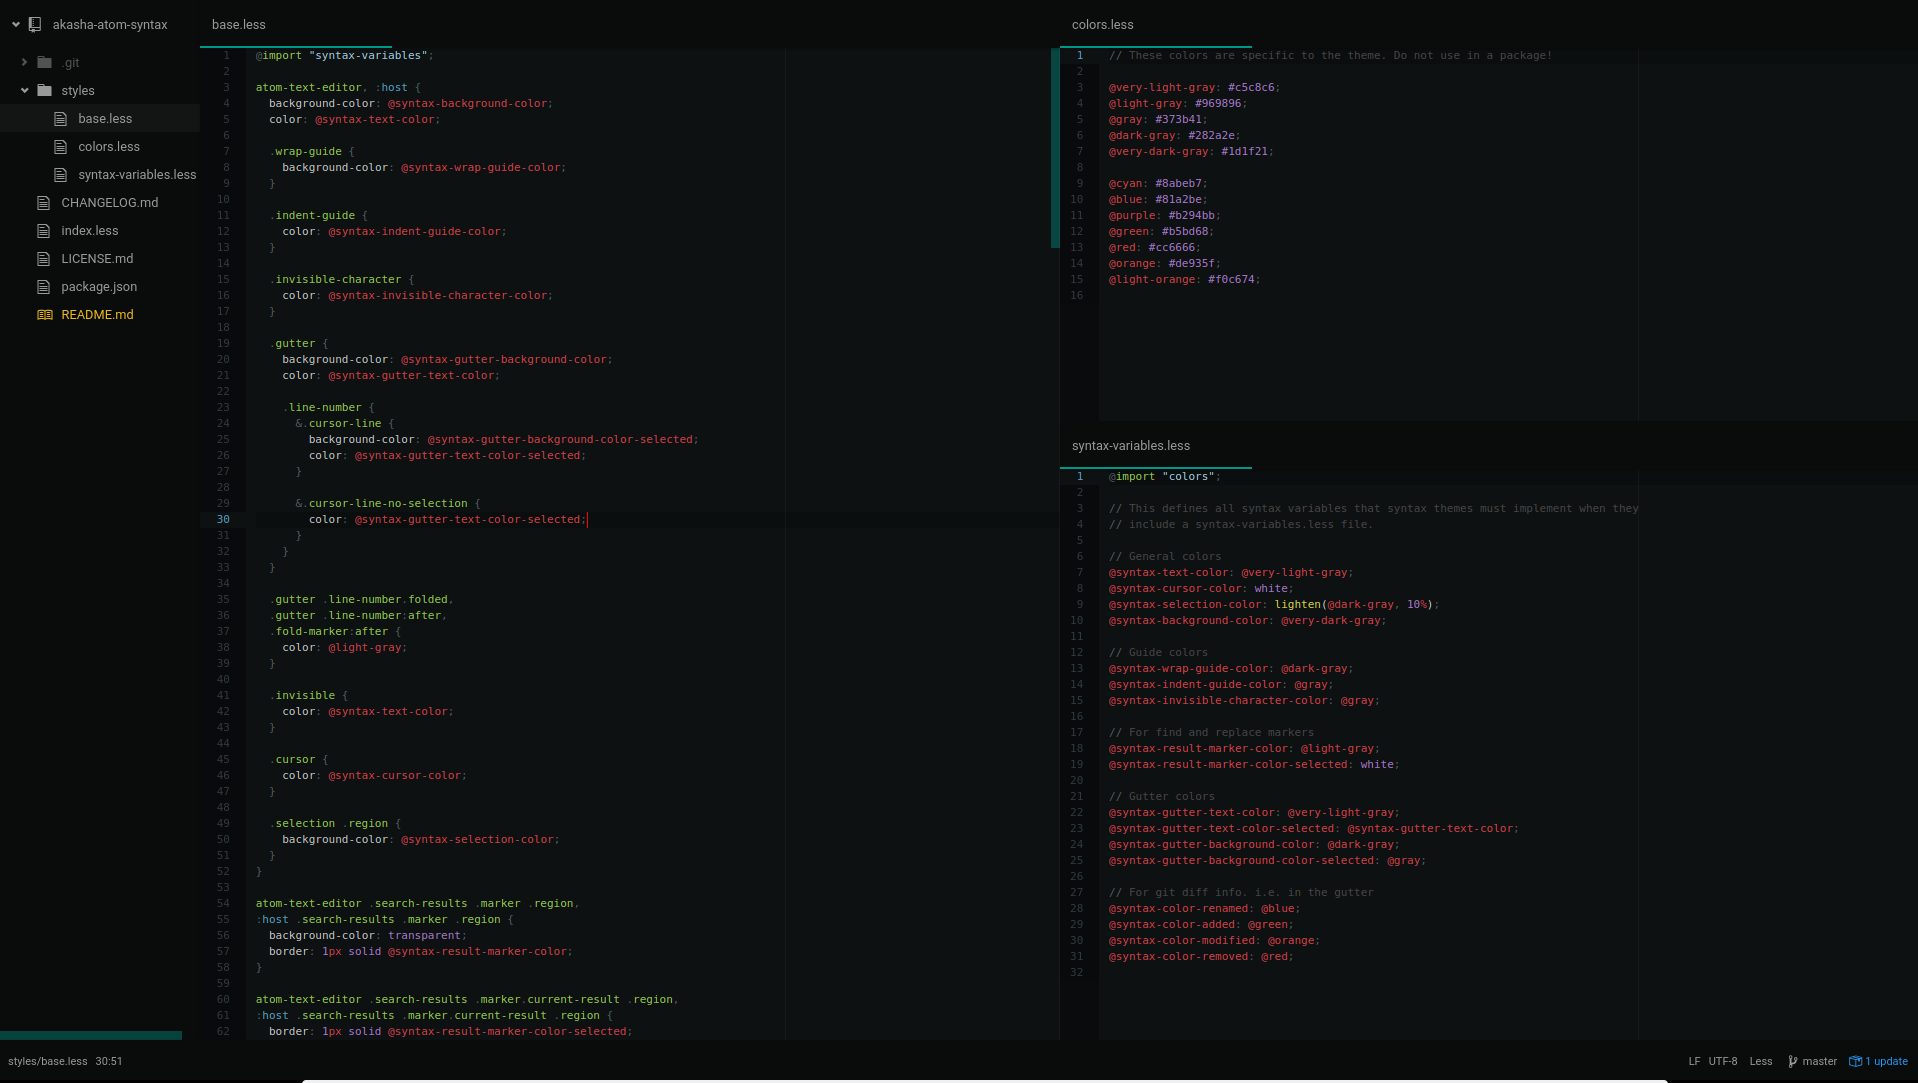 akasha-atom-syntax
.git
styles
base.less
colors.less
syntax-variables.less
CHANGELOG.md
index.less
LICENSE.md
package.json
README.md
base.less
1 @import "syntax-variables";
2
3 atom-text-editor, :host {
4 background-color: @syntax-background-color;
5 color: @syntax-text-color;
6
7 .wrap-guide {
8 background-color: @syntax-wrap-guide-color;
9 }
10
11 .indent-guide {
12 color: @syntax-indent-guide-color;
13 }
14
15 .invisible-character {
16 color: @syntax-invisible-character-color;
17 }
18
19 .gutter {
20 background-color: @syntax-gutter-background-color;
21 color: @syntax-gutter-text-color;
22
23 .line-number {
24 &.cursor-line {
25 background-color: @syntax-gutter-background-color-selected;
26 color: @syntax-gutter-text-color-selected;
27 }
28
29 &.cursor-line-no-selection {
30 color: @syntax-gutter-text-color-selected;
31 }
32 }
33 }
34
35 .gutter .line-number.folded,
36 .gutter .line-number:after,
37 .fold-marker:after {
38 color: @light-gray;
39 }
40
41 .invisible {
42 color: @syntax-text-color;
43 }
44
45 .cursor {
46 color: @syntax-cursor-color;
47 }
48
49 .selection .region {
50 background-color: @syntax-selection-color;
51 }
52 }
53
54 atom-text-editor .search-results .marker .region,
55 :host .search-results .marker .region {
56 background-color: transparent;
57 border: 1px solid @syntax-result-marker-color;
58 }
59
60 atom-text-editor .search-results .marker.current-result .region,
61 :host .search-results .marker.current-result .region {
62 border: 1px solid @syntax-result-marker-color-selected;
colors.less
1 // These colors are specific to the theme. Do not use in a package!
2
3 @very-light-gray: #c5c8c6;
4 @light-gray: #969896;
5 @gray: #373b41;
6 @dark-gray: #282a2e;
7 @very-dark-gray: #1d1f21;
8
9 @cyan: #8abeb7;
10 @blue: #81a2be;
11 @purple: #b294bb;
12 @green: #b5bd68;
13 @red: #cc6666;
14 @orange: #de935f;
15 @light-orange: #f0c674;
16
syntax-variables.less
1 @import "colors";
2
3 // This defines all syntax variables that syntax themes must implement when they
4 // include a syntax-variables.less file.
5
6 // General colors
7 @syntax-text-color: @very-light-gray;
8 @syntax-cursor-color: white;
9 @syntax-selection-color: lighten(@dark-gray, 10%);
10 @syntax-background-color: @very-dark-gray;
11
12 // Guide colors
13 @syntax-wrap-guide-color: @dark-gray;
14 @syntax-indent-guide-color: @gray;
15 @syntax-invisible-character-color: @gray;
16
17 // For find and replace markers
18 @syntax-result-marker-color: @light-gray;
19 @syntax-result-marker-color-selected: white;
20
21 // Gutter colors
22 @syntax-gutter-text-color: @very-light-gray;
23 @syntax-gutter-text-color-selected: @syntax-gutter-text-color;
24 @syntax-gutter-background-color: @dark-gray;
25 @syntax-gutter-background-color-selected: @gray;
26
27 // For git diff info. i.e. in the gutter
28 @syntax-color-renamed: @blue;
29 @syntax-color-added: @green;
30 @syntax-color-modified: @orange;
31 @syntax-color-removed: @red;
32
styles/base.less 30:51
LF UTF-8 Less master 1 update